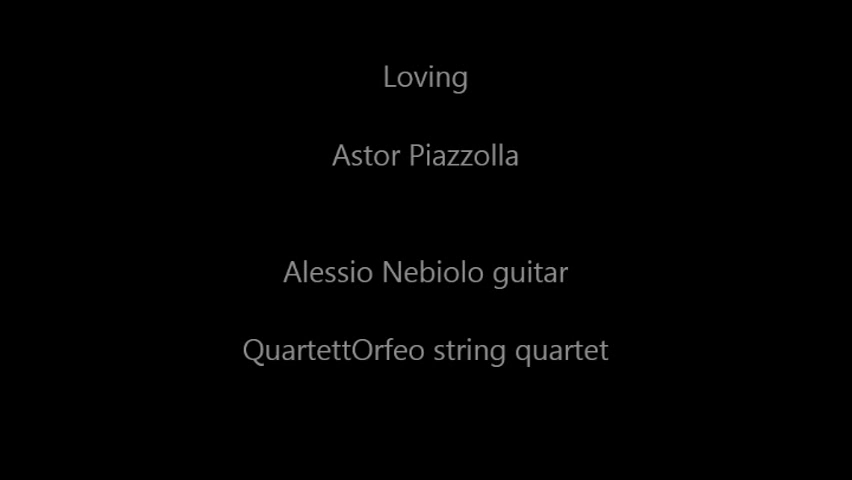 Loving
Astor Piazzolla
Alessio Nebiolo guitar
QuartettOrfeo string quartet